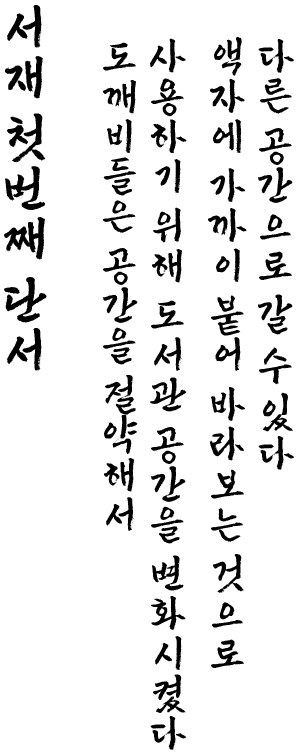 서재 첫번째 단서
도깨비들은 공간을 절약해서
사용하기 위해 도서관 공간을 변화시켰다
액자에 가까이 붙어 바라보는 것으로
다른 공간으로 갈 수 있다